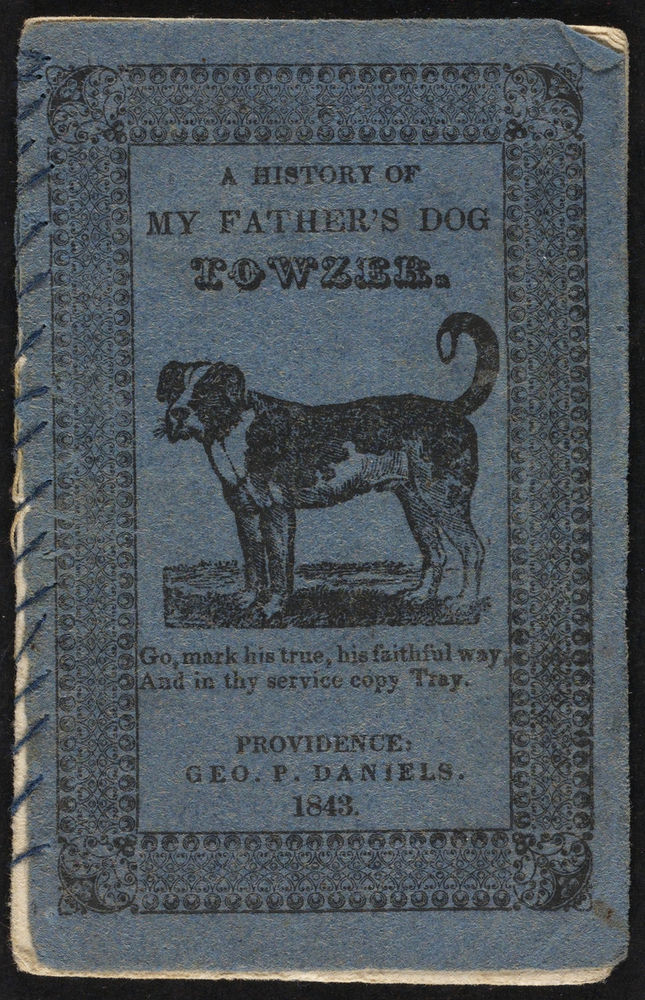 A HISTORY OF
MY FATHER'S DOG
TOWZER.
Go, mark his true, his faithful way,
And in thy service copy Tray.
PROVIDENCE:
GEO. P. DANIELS.
1843.